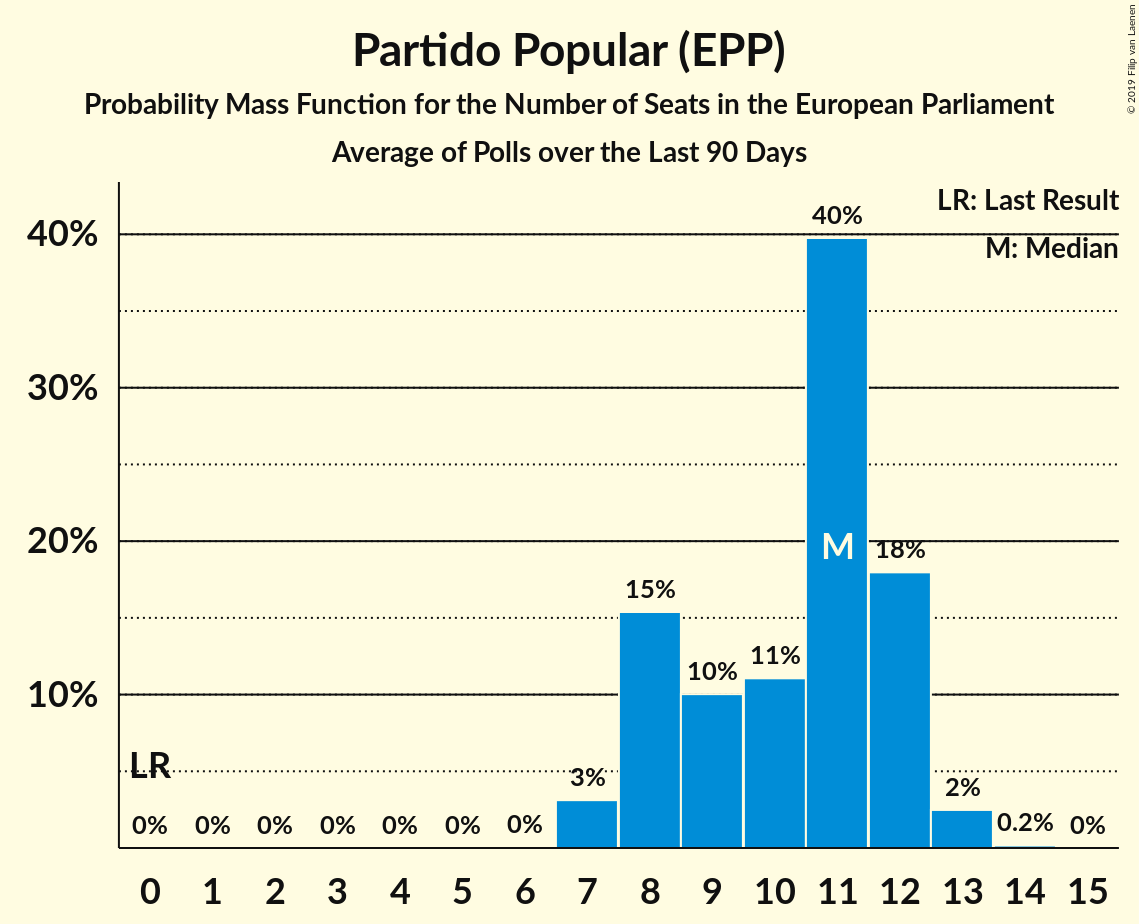 Partido Popular (EPP)
Probability Mass Function for the Number of Seats in the European Parliament
Average of Polls over the Last 90 Days
© 2019 Filip van Laenen
LR: Last Result
M: Median
40%
30%
20%
10%
LR
0%
0%
0%
0%
0%
0%
0%
3%
15%
10%
11%
40%
M
18%
2%
0.2%
0%
0 1 2 3 4 5 6 7 8 9 10 11 12 13 14 15